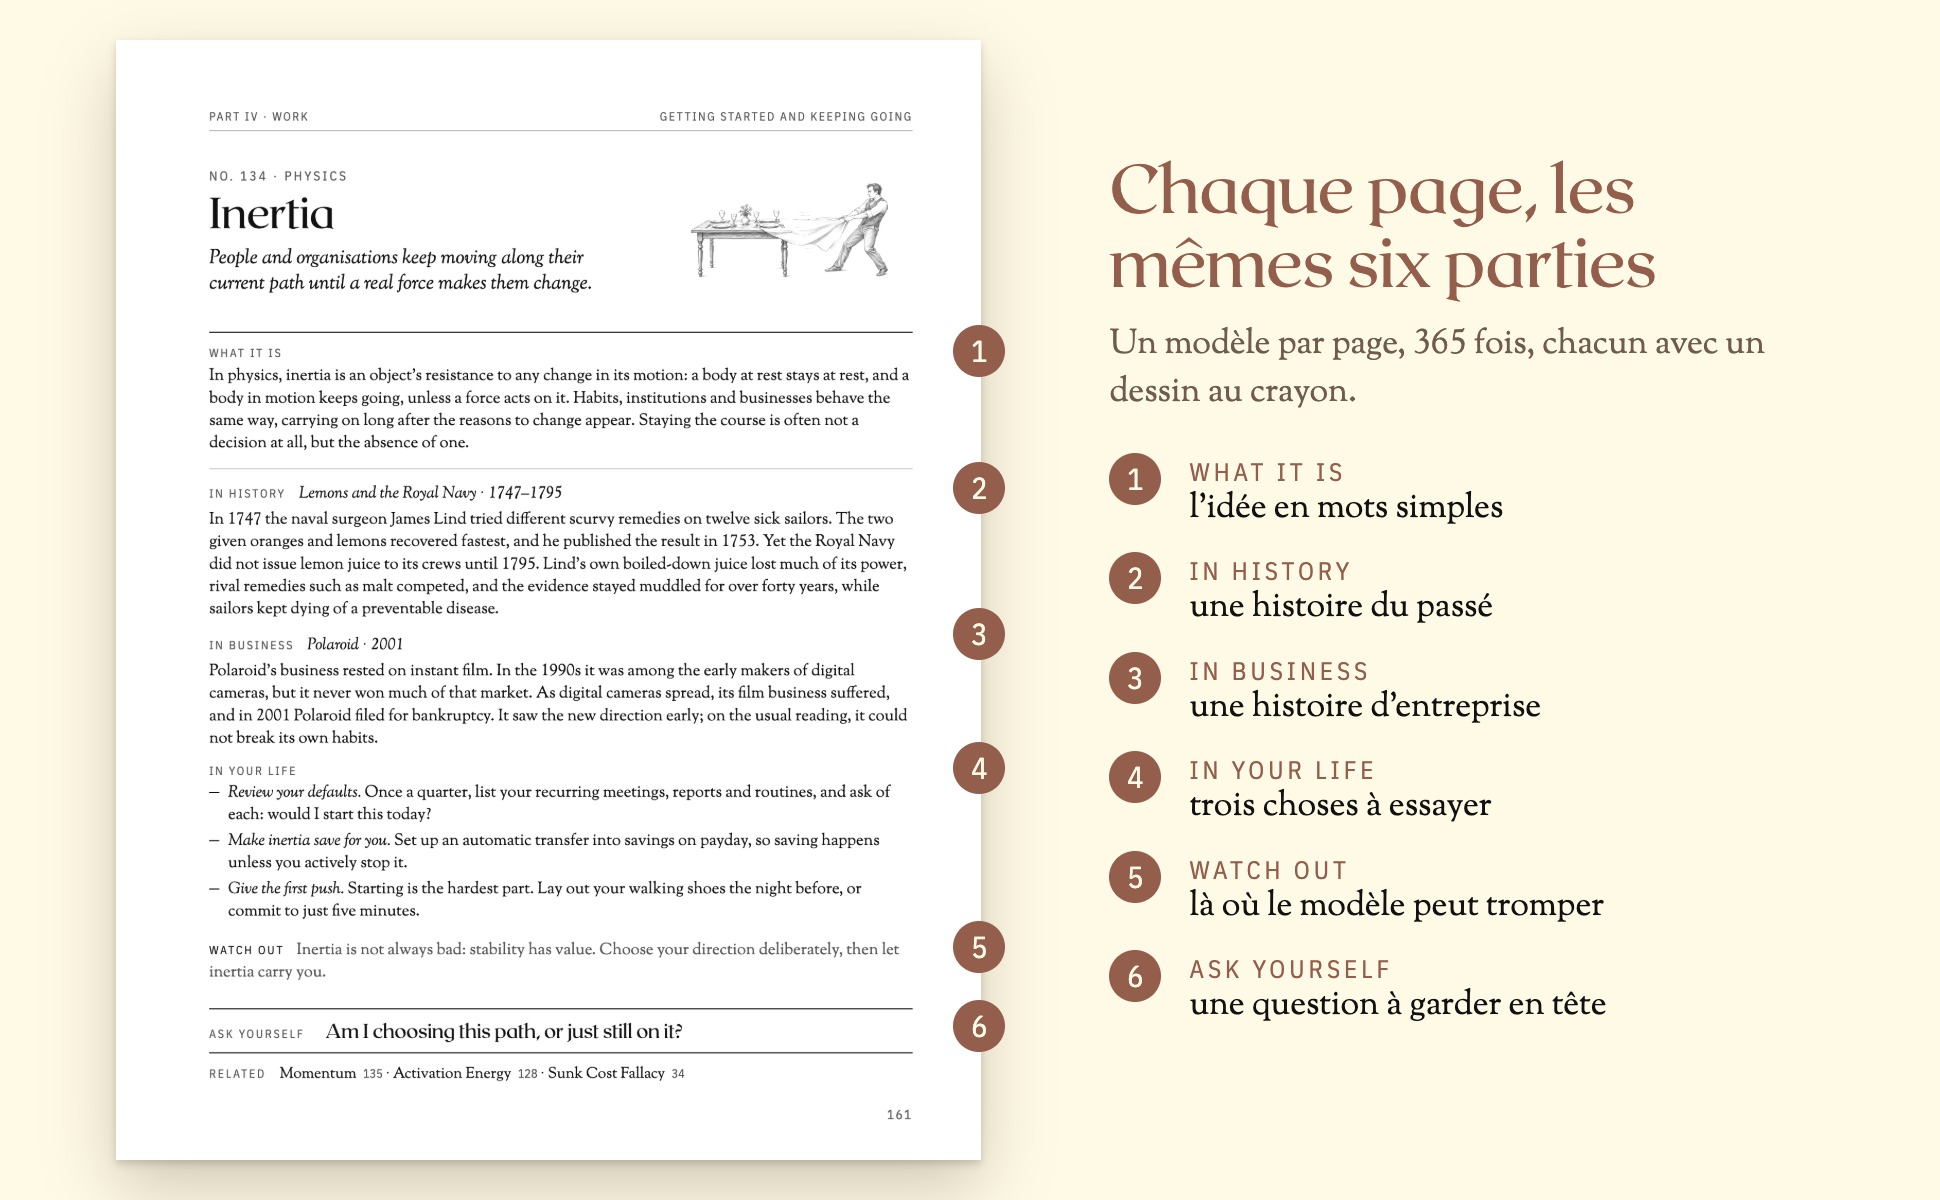 PART IV · WORK
GETTING STARTED AND KEEPING GOING
NO. 134 · PHYSICS
Inertia
People and organisations keep moving along their
current path until a real force makes them change.
WHAT IT IS
In physics, inertia is an object’s resistance to any change in its motion: a body at rest stays at rest, and a
body in motion keeps going, unless a force acts on it. Habits, institutions and businesses behave the
same way, carrying on long after the reasons to change appear. Staying the course is often not a
decision at all, but the absence of one.
IN HISTORY Lemons and the Royal Navy · 1747–1795
In 1747 the naval surgeon James Lind tried different scurvy remedies on twelve sick sailors. The two
given oranges and lemons recovered fastest, and he published the result in 1753. Yet the Royal Navy
did not issue lemon juice to its crews until 1795. Lind’s own boiled-down juice lost much of its power,
rival remedies such as malt competed, and the evidence stayed muddled for over forty years, while
sailors kept dying of a preventable disease.
IN BUSINESS Polaroid · 2001
Polaroid’s business rested on instant film. In the 1990s it was among the early makers of digital
cameras, but it never won much of that market. As digital cameras spread, its film business suffered,
and in 2001 Polaroid filed for bankruptcy. It saw the new direction early; on the usual reading, it could
not break its own habits.
IN YOUR LIFE
– Review your defaults. Once a quarter, list your recurring meetings, reports and routines, and ask of
each: would I start this today?
– Make inertia save for you. Set up an automatic transfer into savings on payday, so saving happens
unless you actively stop it.
– Give the first push. Starting is the hardest part. Lay out your walking shoes the night before, or
commit to just five minutes.
WATCH OUT Inertia is not always bad: stability has value. Choose your direction deliberately, then let
inertia carry you.
ASK YOURSELF Am I choosing this path, or just still on it?
RELATED Momentum 135 · Activation Energy 128 · Sunk Cost Fallacy 34
161
1
2
3
4
5
6
Chaque page, les
mêmes six parties
Un modèle par page, 365 fois, chacun avec un
dessin au crayon.
1 WHAT IT IS
l’idée en mots simples
2 IN HISTORY
une histoire du passé
3 IN BUSINESS
une histoire d’entreprise
4 IN YOUR LIFE
trois choses à essayer
5 WATCH OUT
là où le modèle peut tromper
6 ASK YOURSELF
une question à garder en tête